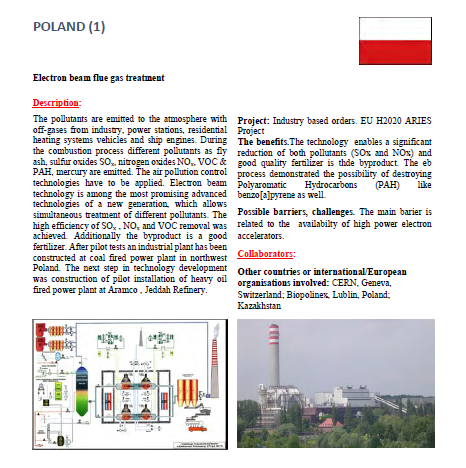 POLAND (1)
Electron beam flue gas treatment
Description:
The pollutants are emitted to the atmosphere with
off-gases from industry, power stations, residential
heating systems vehicles and ship engines. During
the combustion process different pollutants as fly
ash, sulfur oxides SOx, nitrogen oxides NOx, VOC &
PAH, mercury are emitted. The air pollution control
technologies have to be applied. Electron beam
technology is among the most promising advanced
technologies of a new generation, which allows
simultaneous treatment of different pollutants. The
high efficiency of SOx , NOx and VOC removal was
achieved. Additionally the byproduct is a good
fertilizer. After pilot tests an industrial plant has been
constructed at coal fired power plant in northwest
Poland. The next step in technology development
was construction of pilot installation of heavy oil
fired power plant at Aramco , Jeddah Refinery.
Project: Industry based orders. EU H2020 ARIES
Project
The benefits.The technology enables a significant
reduction of both pollutants (SOx and NOx) and
good quality fertilizer is thde byproduct. The eb
process demonstrated the possibility of destroying
Polyaromatic Hydrocarbons (PAH) like
benzo[a]pyrene as well.
Possible barriers, challenges. The main barier is
related to the availabilty of high power electron
accelerators.
Collaborators:
Other countries or international/European
organisations involved: CERN, Geneva,
Switzerland; Biopolinex, Lublin, Poland;
Kazakhstan